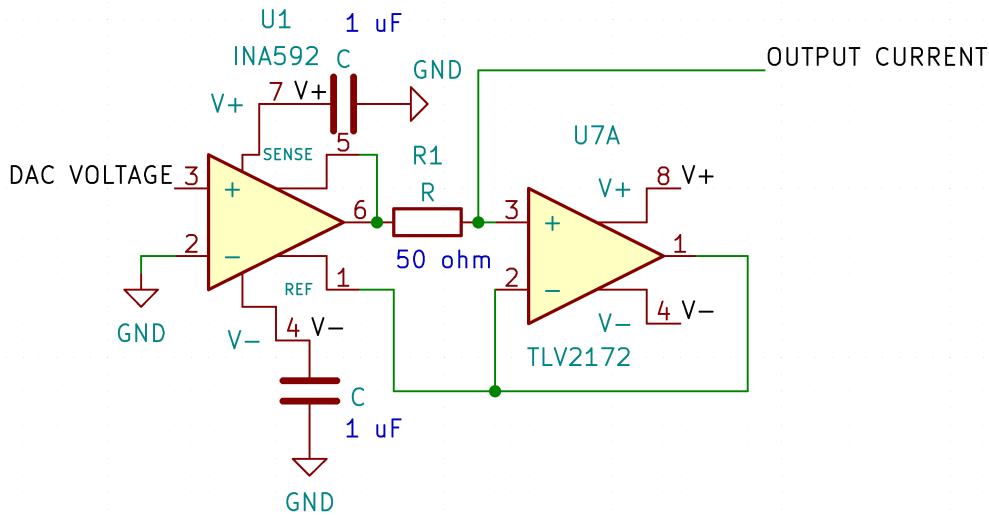 U1
1 uF
INA592
C
GND
OUTPUT CURRENT
V+
7
V+
5
SENSE
DAC VOLTAGE
3
+
6
R1
R
50 ohm
U7A
V+
8
V+
3
+
1
2
−
2
−
GND
REF
1
V−
4
V−
V−
4
V−
TLV2172
C
1 uF
GND